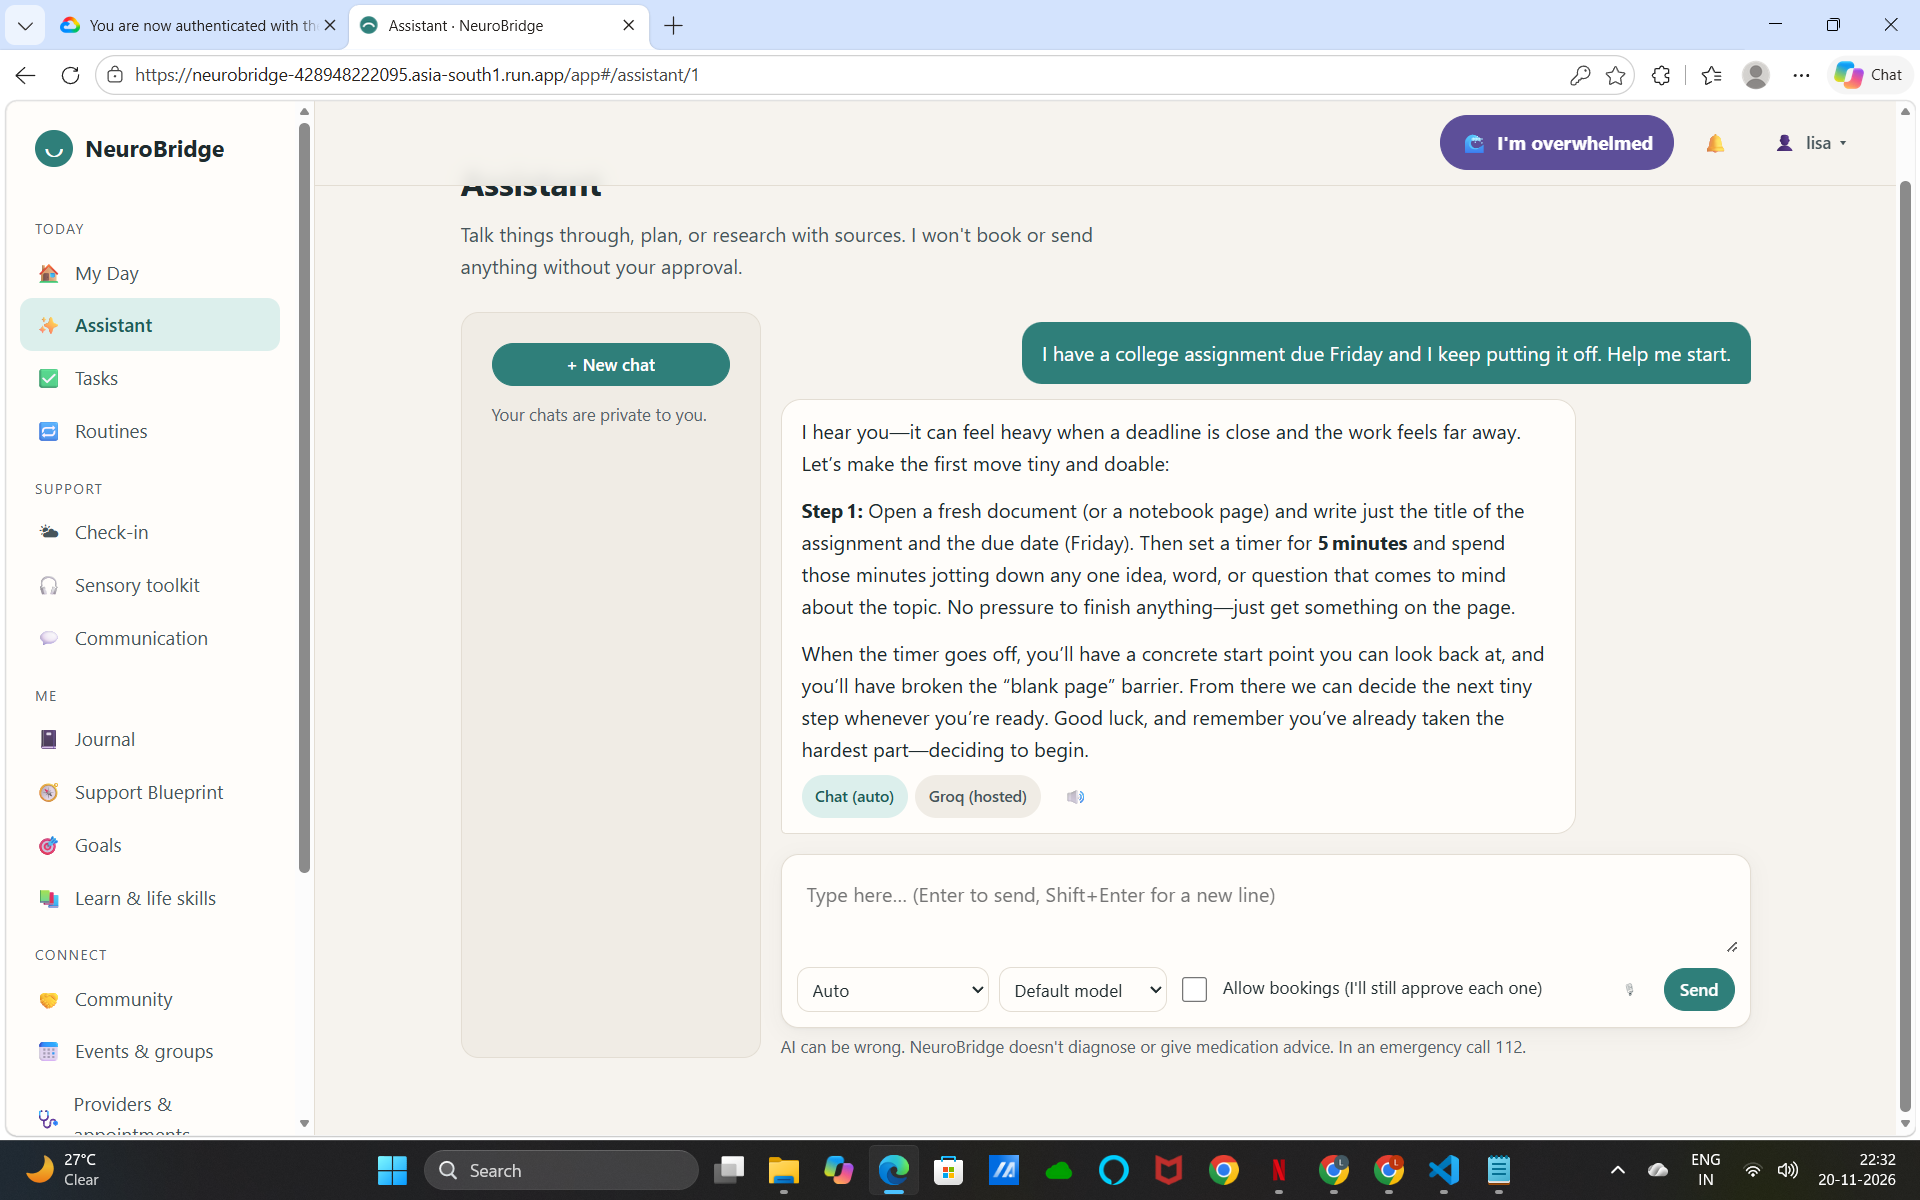 You are now authenticated with th
Assistant · NeuroBridge
https://neurobridge-428948222095.asia-south1.run.app/app#/assistant/1
Chat
NeuroBridge
I'm overwhelmed
lisa
TODAY
My Day
Assistant
Tasks
Routines
SUPPORT
Check-in
Sensory toolkit
Communication
ME
Journal
Support Blueprint
Goals
Learn & life skills
CONNECT
Community
Events & groups
Providers &
appointments
Assistant
Talk things through, plan, or research with sources. I won't book or send
anything without your approval.
+ New chat
Your chats are private to you.
I have a college assignment due Friday and I keep putting it off. Help me start.
I hear you—it can feel heavy when a deadline is close and the work feels far away.
Let’s make the first move tiny and doable:
Step 1: Open a fresh document (or a notebook page) and write just the title of the
assignment and the due date (Friday). Then set a timer for 5 minutes and spend
those minutes jotting down any one idea, word, or question that comes to mind
about the topic. No pressure to finish anything—just get something on the page.
When the timer goes off, you’ll have a concrete start point you can look back at, and
you’ll have broken the “blank page” barrier. From there we can decide the next tiny
step whenever you’re ready. Good luck, and remember you’ve already taken the
hardest part—deciding to begin.
Chat (auto)
Groq (hosted)
Type here... (Enter to send, Shift+Enter for a new line)
Auto
Default model
Allow bookings (I'll still approve each one)
Send
AI can be wrong. NeuroBridge doesn't diagnose or give medication advice. In an emergency call 112.
27°C
Clear
Search
ENG
IN
22:32
20-11-2026